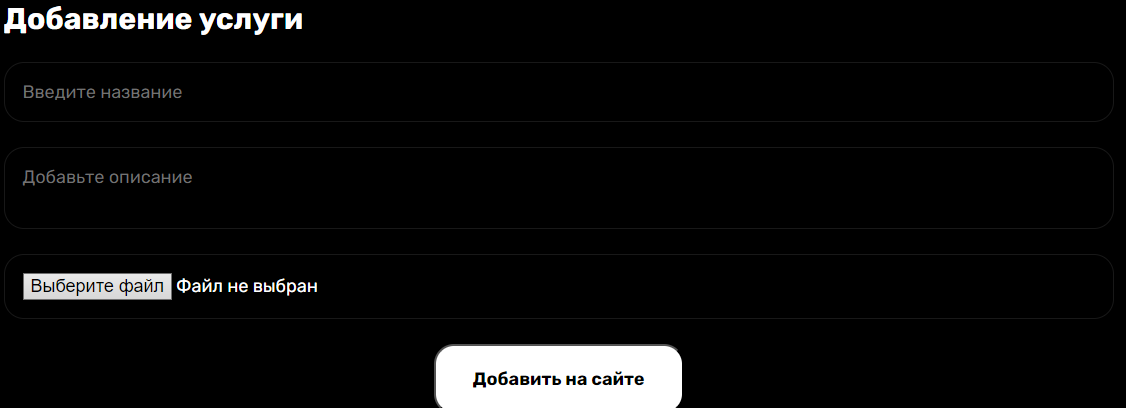 Добавление услуги
Введите название
Добавьте описание
Выберите файл Файл не выбран
Добавить на сайте